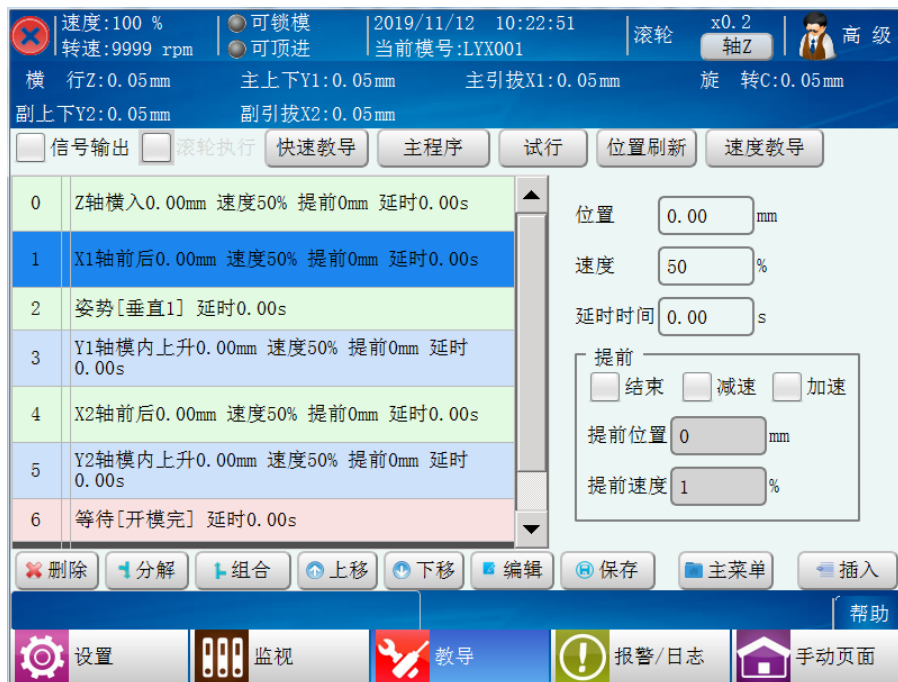 速度:100 %
转速:9999 rpm
可锁模
可顶进
2019/11/12 10:22:51
当前模号:LYX001
滚轮
x0.2
轴Z
高 级
横 行Z:0.05mm 主上下Y1:0.05mm 主引拔X1:0.05mm 旋 转C:0.05mm
副上下Y2:0.05mm 副引拔X2:0.05mm
信号输出 滚轮执行 快速教导 主程序 试行 位置刷新 速度教导
0 Z轴横入0.00mm 速度50% 提前0mm 延时0.00s
1 X1轴前后0.00mm 速度50% 提前0mm 延时0.00s
2 姿势[垂直1] 延时0.00s
3 Y1轴模内上升0.00mm 速度50% 提前0mm 延时
0.00s
4 X2轴前后0.00mm 速度50% 提前0mm 延时0.00s
5 Y2轴模内上升0.00mm 速度50% 提前0mm 延时
0.00s
6 等待[开模完] 延时0.00s
位置 0.00 mm
速度 50 %
延时时间 0.00 s
提前
结束 减速 加速
提前位置 0 mm
提前速度 1 %
删除 分解 组合 上移 下移 编辑 保存 主菜单 插入
帮助
设置 监视 教导 报警/日志 手动页面